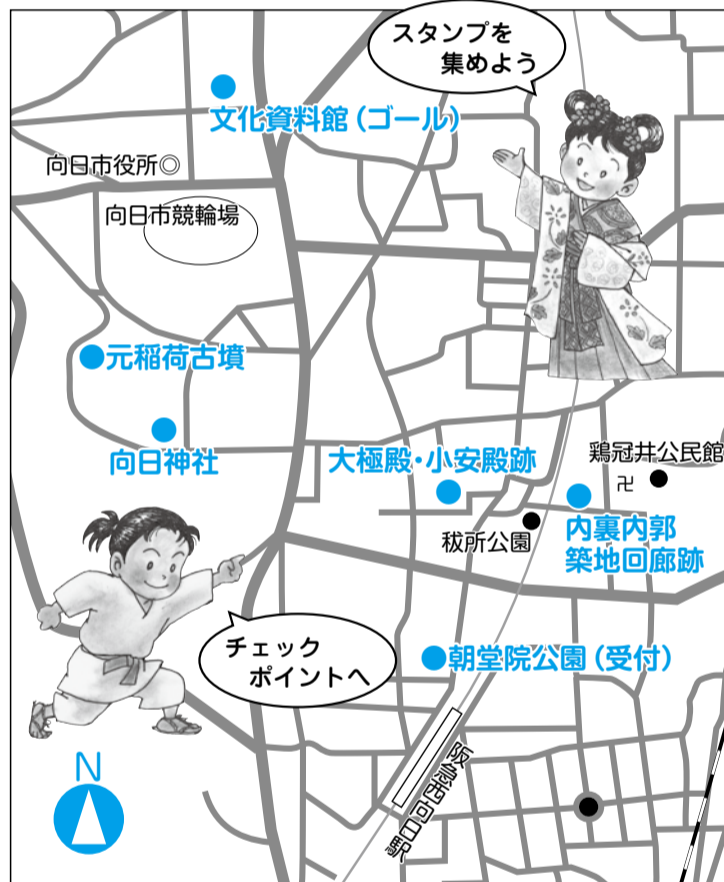 スタンプを
集めよう
文化資料館（ゴール）
向日市役所◎
向日市競輪場
元稲荷古墳
向日神社
大極殿・小安殿跡
鶏冠井公民館
卍
内裏内郭
築地回廊跡
祓所公園
チェック
ポイントへ
朝堂院公園（受付）
阪急西向日駅
N